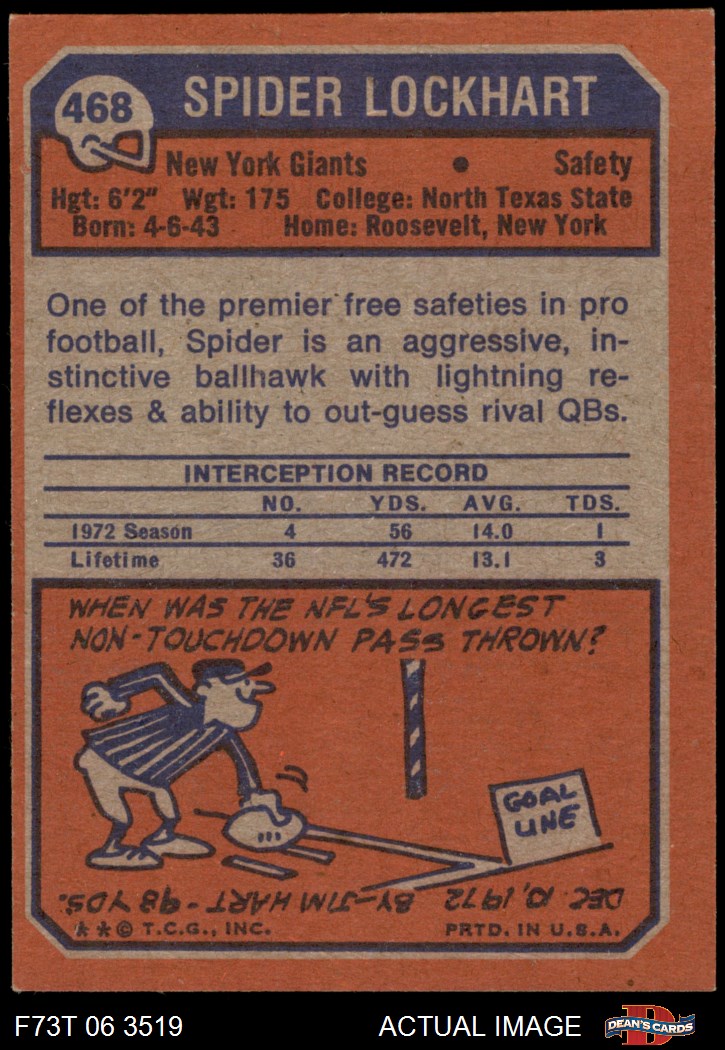 468
SPIDER LOCKHART
New York Giants • Safety
Hgt: 6'2" Wgt: 175 College: North Texas State
Born: 4-6-43 Home: Roosevelt, New York
One of the premier free safeties in pro
football, Spider is an aggressive, in-
stinctive ballhawk with lightning re-
flexes & ability to out-guess rival QBs.
INTERCEPTION RECORD
NO. YDS. AVG. TDS.
1972 Season 4 56 14.0 1
Lifetime 36 472 13.1 3
WHEN WAS THE NFL'S LONGEST
NON-TOUCHDOWN PASS THROWN?
GOAL
LINE
DEC 10, 1972 BY-JIM HART-98 YDS.
** © T.C.G., INC. PRTD. IN U.S.A.
F73T 06 3519 ACTUAL IMAGE
D
DEAN'S CARDS